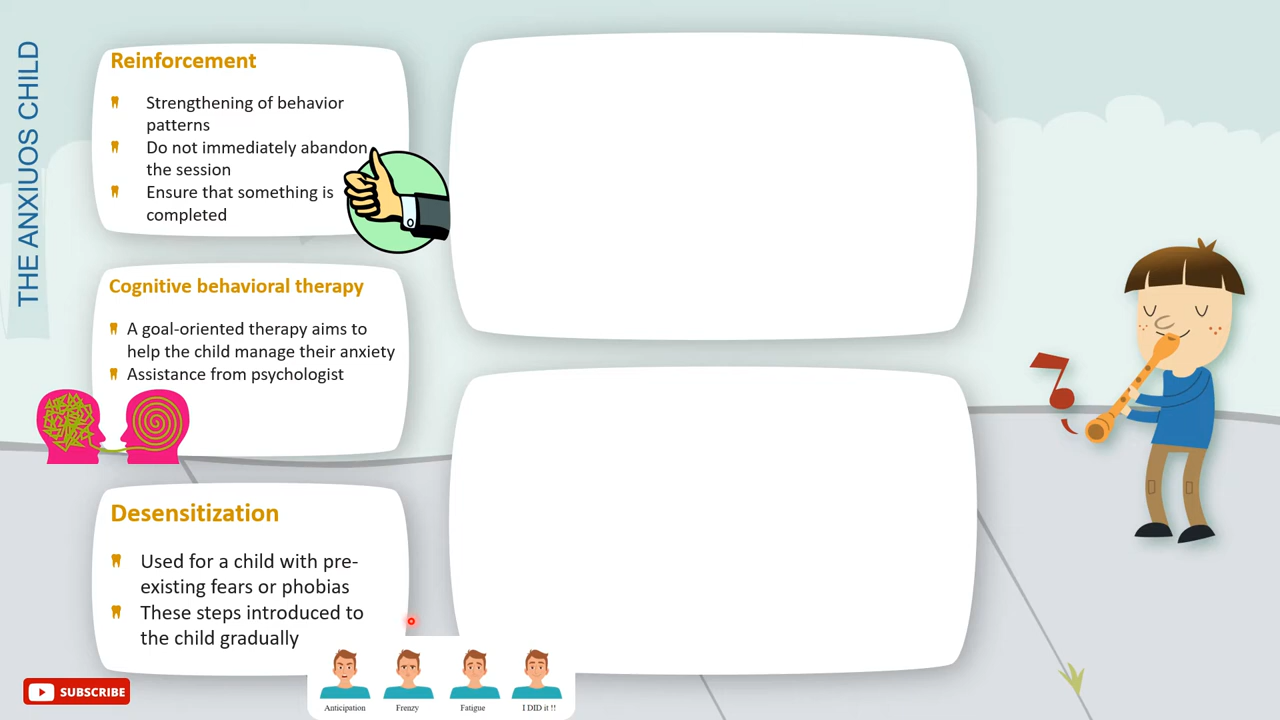 THE ANXIUOS CHILD
Reinforcement
Strengthening of behavior
patterns
Do not immediately abandon
the session
Ensure that something is
completed
Cognitive behavioral therapy
A goal-oriented therapy aims to
help the child manage their anxiety
Assistance from psychologist
Desensitization
Used for a child with pre-
existing fears or phobias
These steps introduced to
the child gradually
Anticipation
Frenzy
Fatigue
I DID it !!
SUBSCRIBE